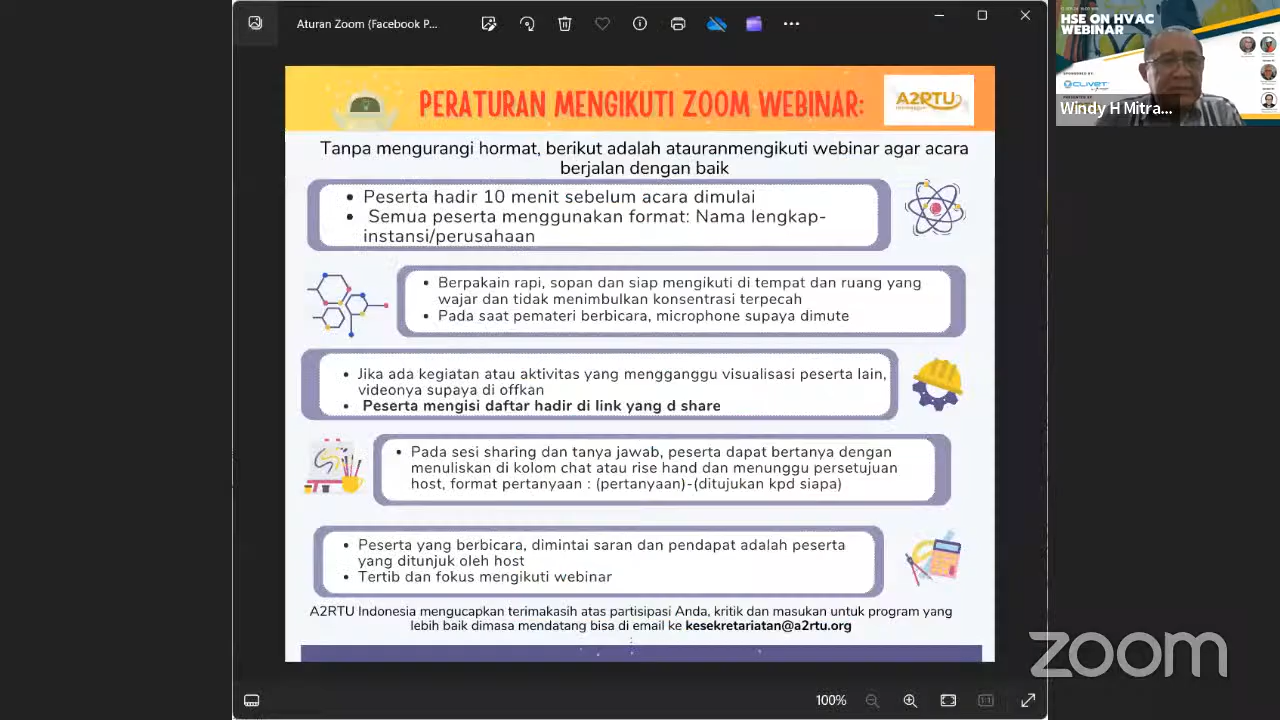 Aturan Zoom (Facebook P...
HSE ON HVAC
WEBINAR
SPONSORED BY:
CLIVET
Windy H Mitra...
PERATURAN MENGIKUTI ZOOM WEBINAR:
A2RTU
Tanpa mengurangi hormat, berikut adalah atauranmengikuti webinar agar acara
berjalan dengan baik
• Peserta hadir 10 menit sebelum acara dimulai
• Semua peserta menggunakan format: Nama lengkap-
instansi/perusahaan
• Berpakain rapi, sopan dan siap mengikuti di tempat dan ruang yang
wajar dan tidak menimbulkan konsentrasi terpecah
• Pada saat pemateri berbicara, microphone supaya dimute
• Jika ada kegiatan atau aktivitas yang mengganggu visualisasi peserta lain,
videonya supaya di offkan
• Peserta mengisi daftar hadir di link yang d share
• Pada sesi sharing dan tanya jawab, peserta dapat bertanya dengan
menuliskan di kolom chat atau rise hand dan menunggu persetujuan
host, format pertanyaan : (pertanyaan)-(ditujukan kpd siapa)
• Peserta yang berbicara, dimintai saran dan pendapat adalah peserta
yang ditunjuk oleh host
• Tertib dan fokus mengikuti webinar
A2RTU Indonesia mengucapkan terimakasih atas partisipasi Anda, kritik dan masukan untuk program yang
lebih baik dimasa mendatang bisa di email ke kesekretariatan@a2rtu.org
zoom
100%
1:1